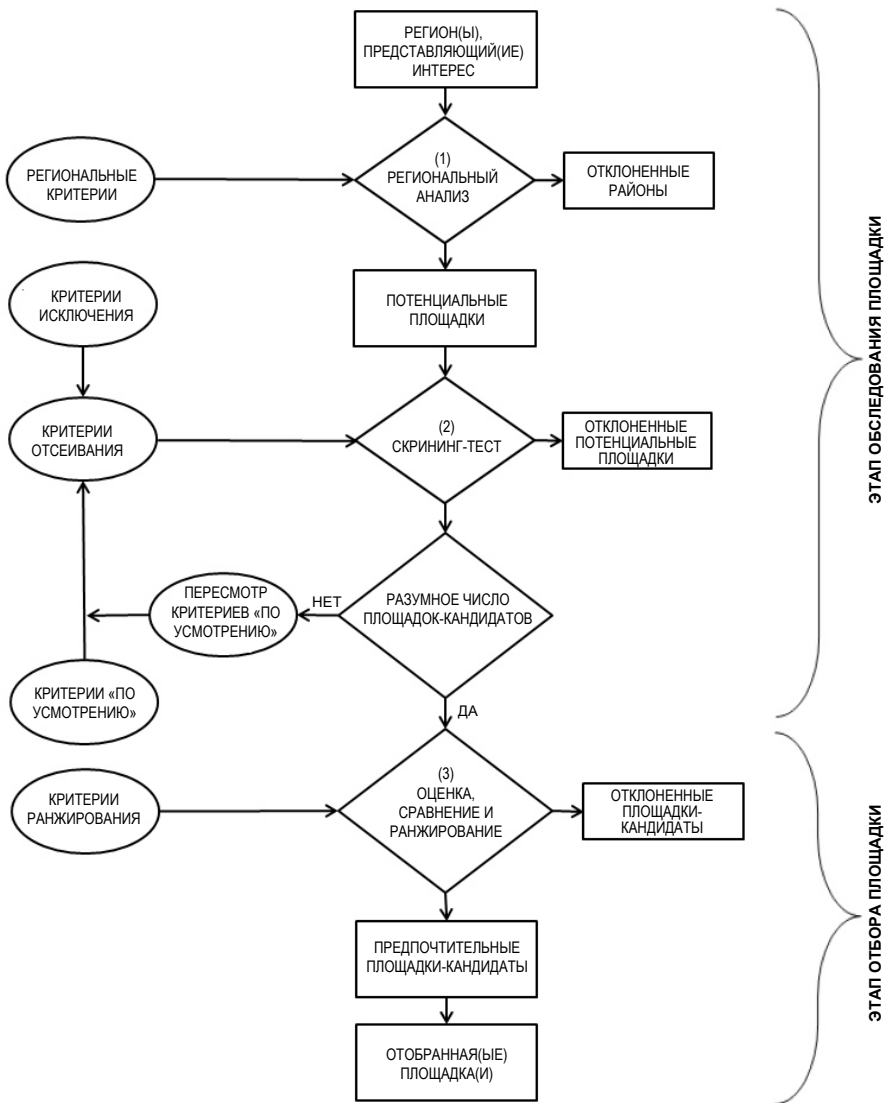 РЕГИОН(Ы),
ПРЕДСТАВЛЯЮЩИЙ(ИЕ)
ИНТЕРЕС
РЕГИОНАЛЬНЫЕ
КРИТЕРИИ
(1)
РЕГИОНАЛЬНЫЙ
АНАЛИЗ
ОТКЛОНЕННЫЕ
РАЙОНЫ
КРИТЕРИИ
ИСКЛЮЧЕНИЯ
ПОТЕНЦИАЛЬНЫЕ
ПЛОЩАДКИ
КРИТЕРИИ
ОТСЕИВАНИЯ
(2)
СКРИНИНГ-ТЕСТ
ОТКЛОНЕННЫЕ
ПОТЕНЦИАЛЬНЫЕ
ПЛОЩАДКИ
ПЕРЕСМОТР
КРИТЕРИЕВ «ПО
УСМОТРЕНИЮ»
НЕТ
РАЗУМНОЕ ЧИСЛО
ПЛОЩАДОК-КАНДИДАТОВ
КРИТЕРИИ «ПО
УСМОТРЕНИЮ»
ДА
ЭТАП ОБСЛЕДОВАНИЯ ПЛОЩАДКИ
КРИТЕРИИ
РАНЖИРОВАНИЯ
(3)
ОЦЕНКА,
СРАВНЕНИЕ И
РАНЖИРОВАНИЕ
ОТКЛОНЕННЫЕ
ПЛОЩАДКИ-
КАНДИДАТЫ
ПРЕДПОЧТИТЕЛЬНЫЕ
ПЛОЩАДКИ-КАНДИДАТЫ
ОТОБРАННАЯ(ЫЕ)
ПЛОЩАДКА(И)
ЭТАП ОТБОРА ПЛОЩАДКИ